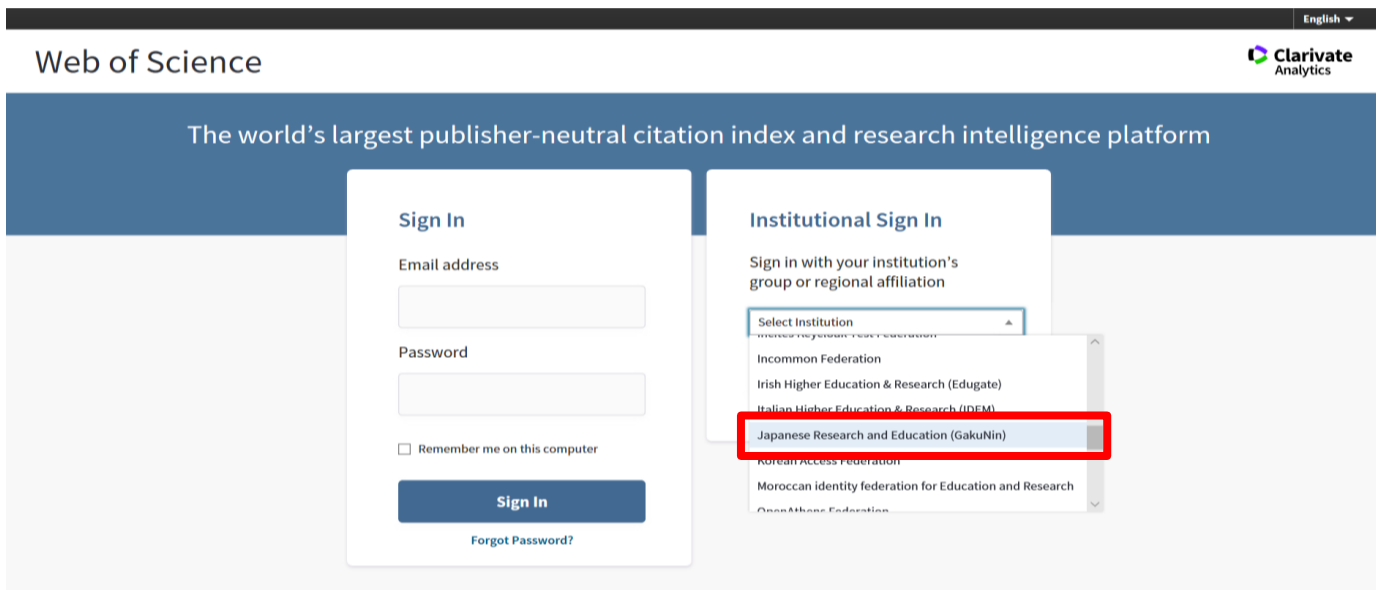 English
Web of Science
Clarivate
Analytics
The world's largest publisher-neutral citation index and research intelligence platform
Sign In
Email address
Password
Remember me on this computer
Sign In
Forgot Password?
Institutional Sign In
Sign in with your institution's
group or regional affiliation
Select Institution
Federation
Incommon Federation
Irish Higher Education & Research (Edugate)
Italian Higher Education & Research (IDEM)
Japanese Research and Education (GakuNin)
Korean Access Federation
Moroccan identity federation for Education and Research
OpenAthens Federation